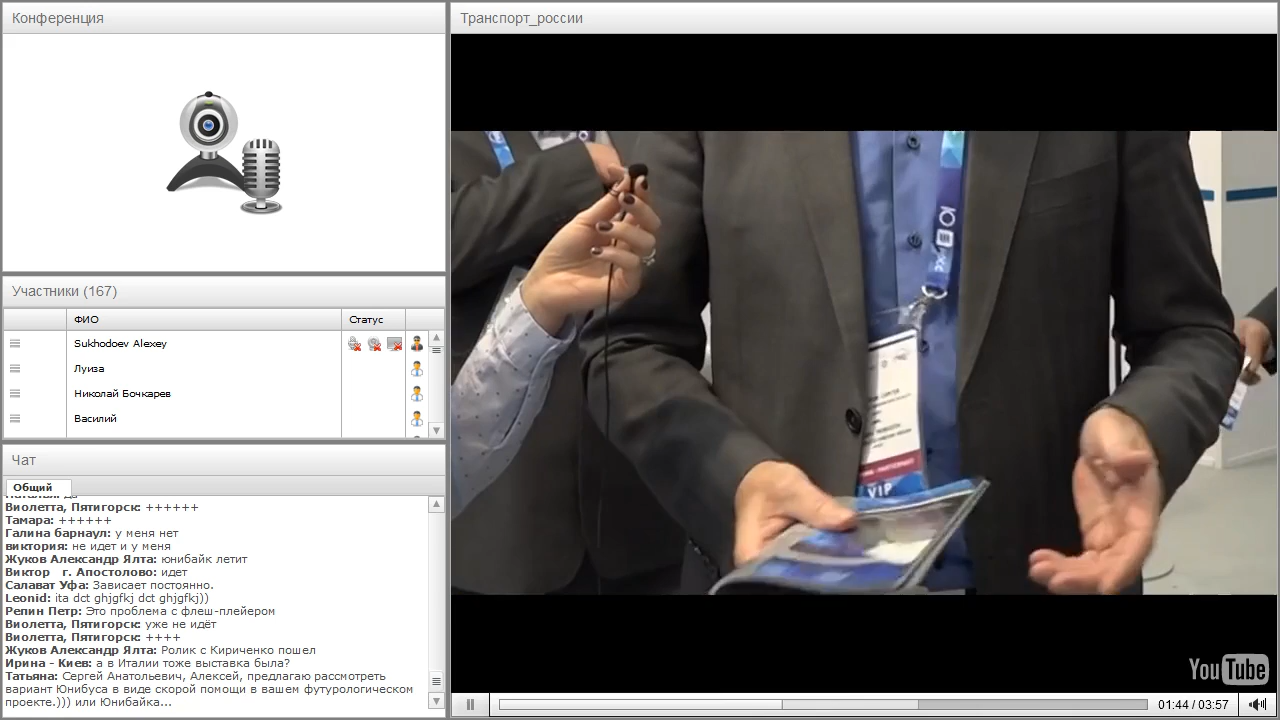 Конференция
Транспорт_россии
Участники (167)
ФИО
Статус
Sukhodoev Alexey
Луиза
Николай Бочкарев
Василий
Чат
Общий
Виолетта, Пятигорск: ++++++
Тамара: ++++++
Галина барнаул: у меня нет
виктория: не идет и у меня
Жуков Александр Ялта: юнибайк летит
Виктор г. Апостолово: идет
Салават Уфа: Зависает постоянно.
Leonid: ita dct ghjgfkj dct ghjgfkj))
Репин Петр: Это проблема с флеш-плейером
Виолетта, Пятигорск: уже не идёт
Виолетта, Пятигорск: ++++
Жуков Александр Ялта: Ролик с Кириченко пошел
Ирина - Киев: а в Италии тоже выставка была?
Татьяна: Сергей Анатольевич, Алексей, предлагаю рассмотреть
вариант Юнибуса в виде скорой помощи в вашем футурологическом
проекте.))) или Юнибайка...
VIP
YouTube
01:44 / 03:57